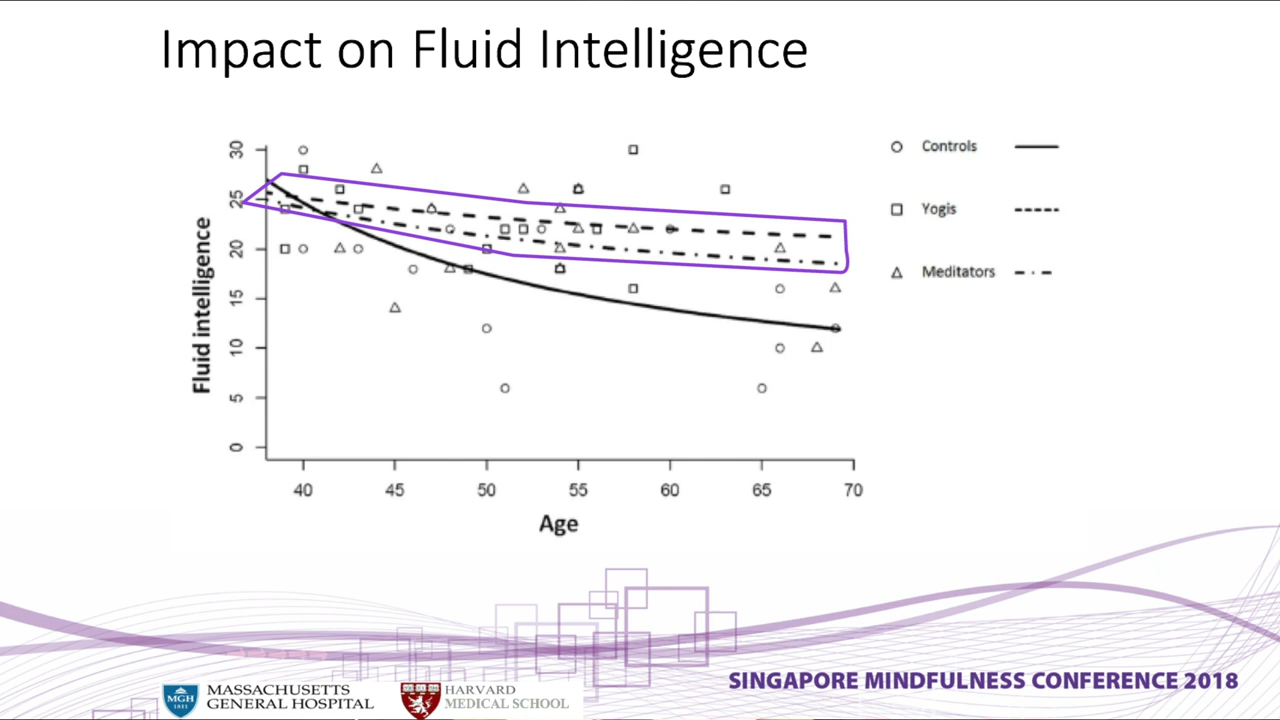 Impact on Fluid Intelligence
30
25
20
15
10
5
0
Fluid intelligence
40 45 50 55 60 65 70
Age
Controls
Yogis
Meditators
MGH
1811
MASSACHUSETTS
GENERAL HOSPITAL
HARVARD
MEDICAL SCHOOL
SINGAPORE MINDFULNESS CONFERENCE 2018